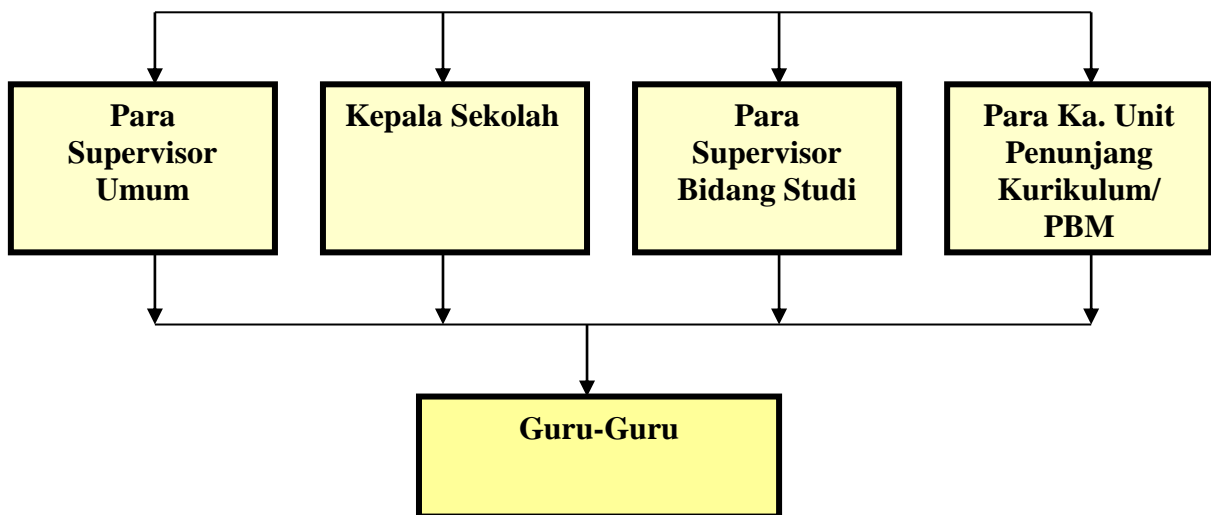 Para
Supervisor
Umum
Kepala Sekolah
Para
Supervisor
Bidang Studi
Para Ka. Unit
Penunjang
Kurikulum/
PBM
Guru-Guru